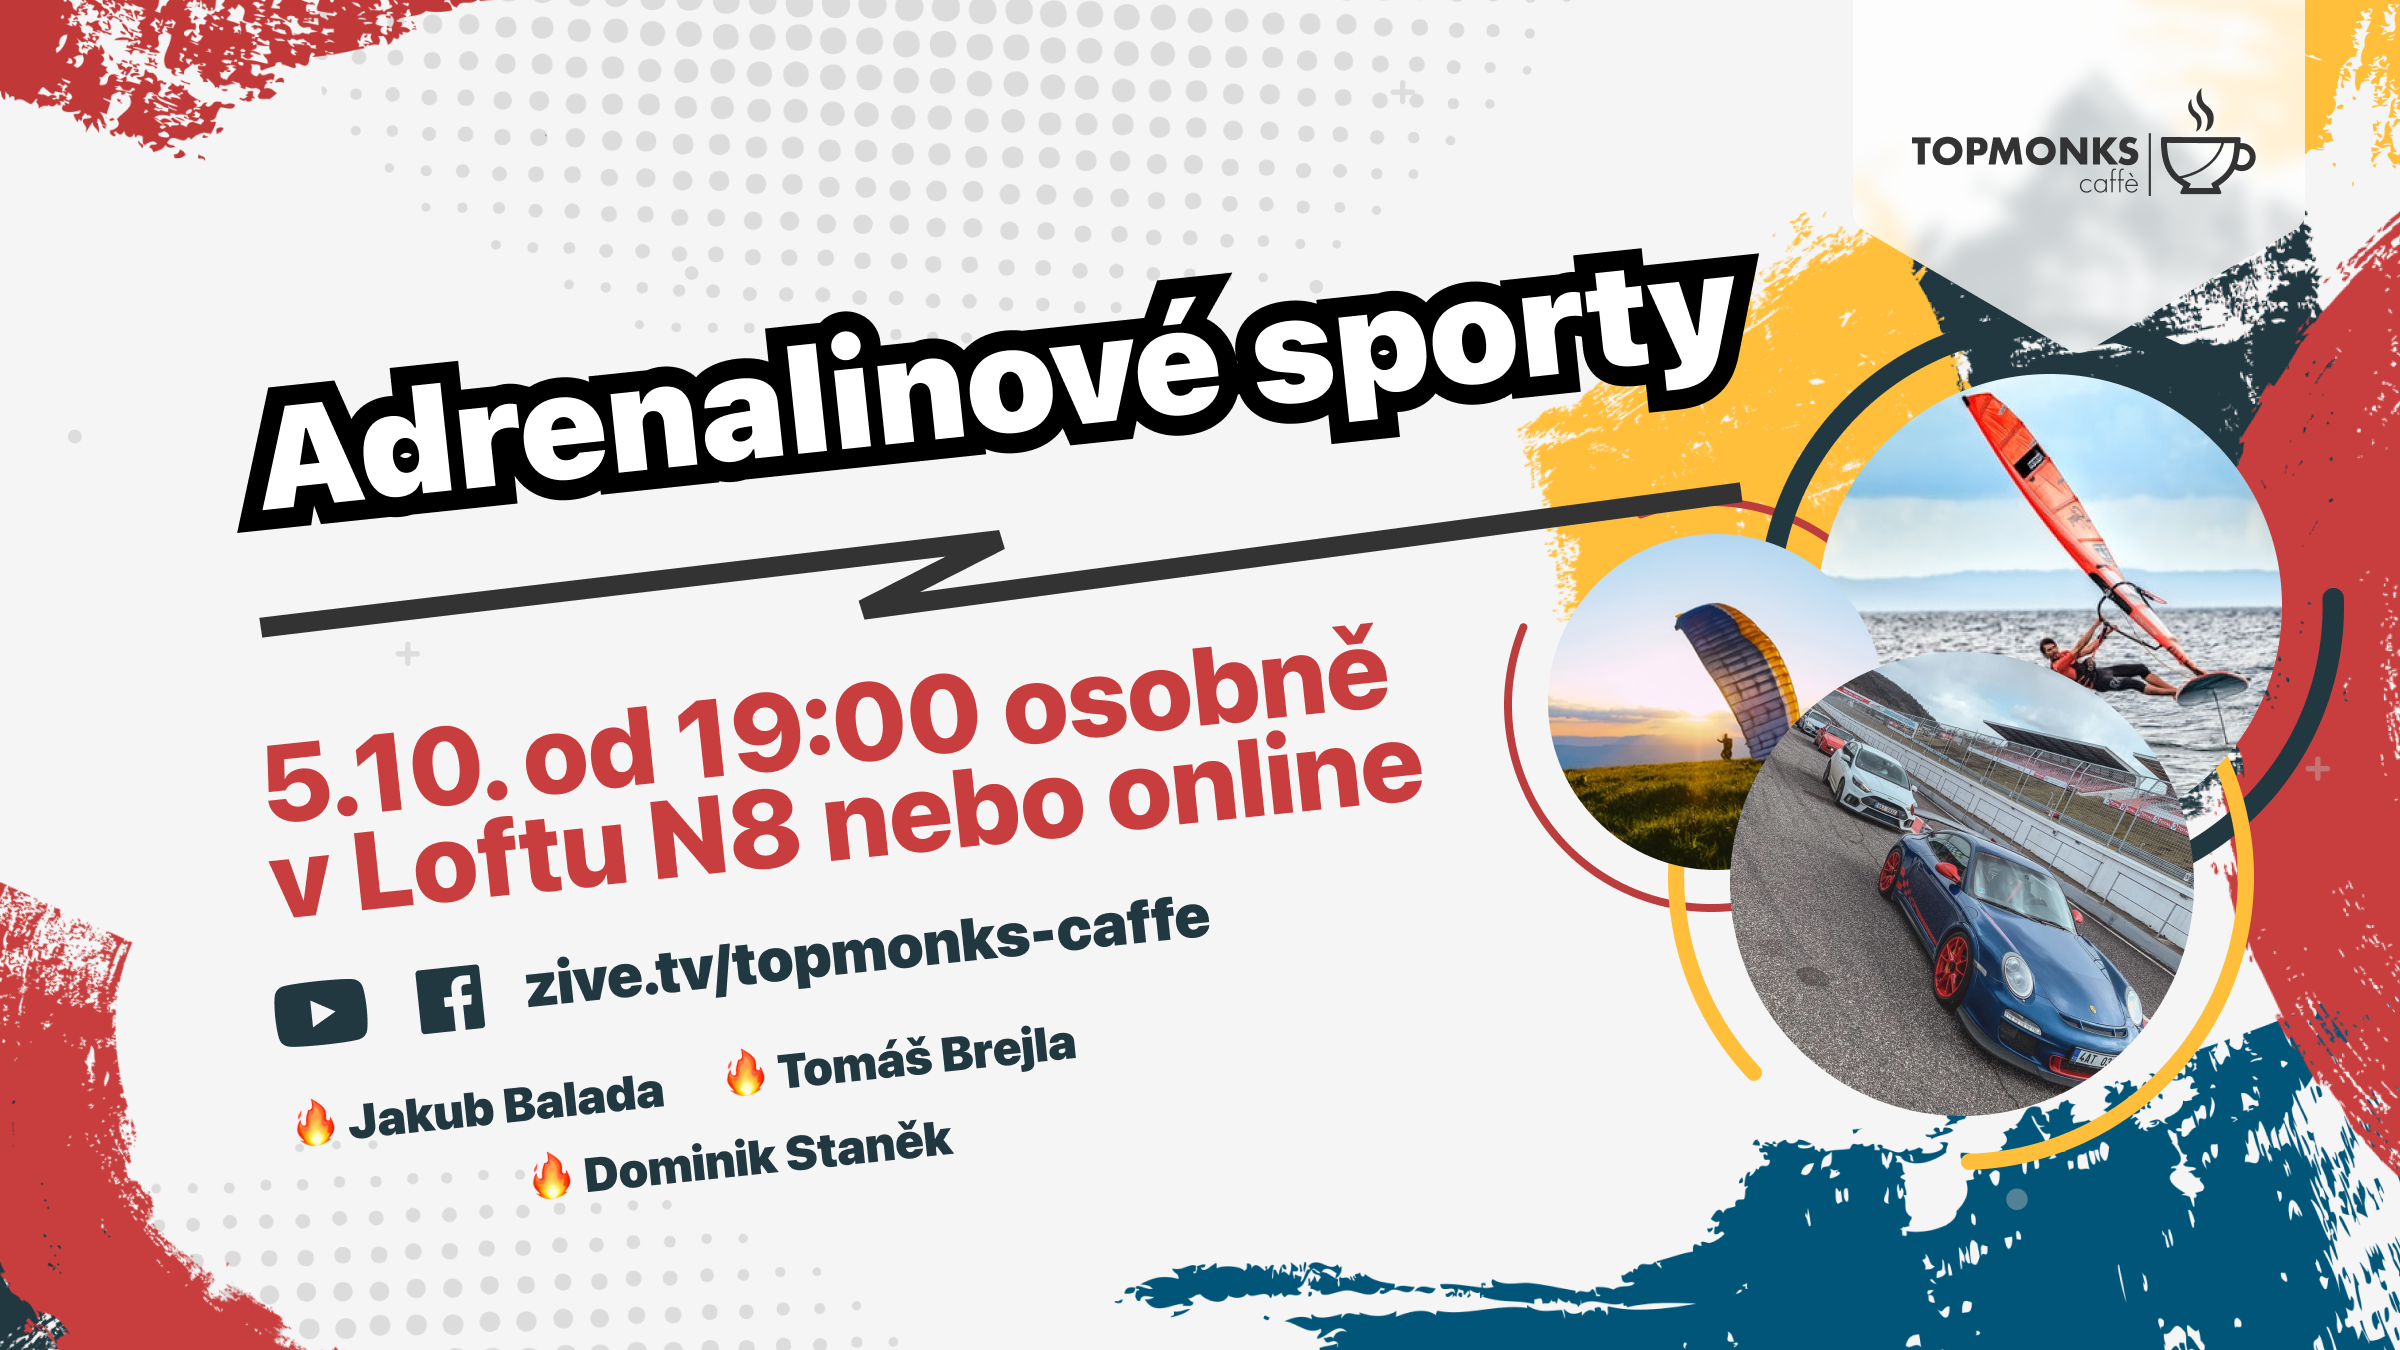 TOPMONKS
caffè
Adrenalinové sporty
5.10. od 19:00 osobně
v Loftu N8 nebo online
zive.tv/topmonks-caffe
🔥 Jakub Balada
🔥 Tomáš Brejla
🔥 Dominik Staněk